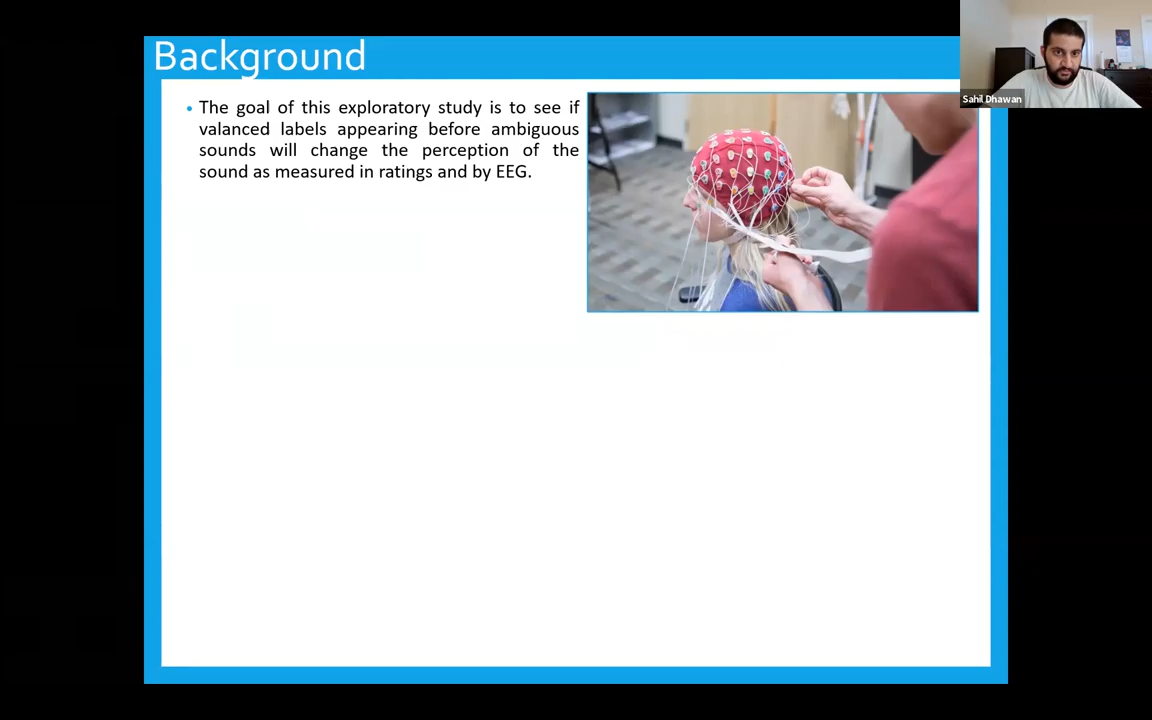 Background
• The goal of this exploratory study is to see if
valanced labels appearing before ambiguous
sounds will change the perception of the
sound as measured in ratings and by EEG.
Sahil Dhawan